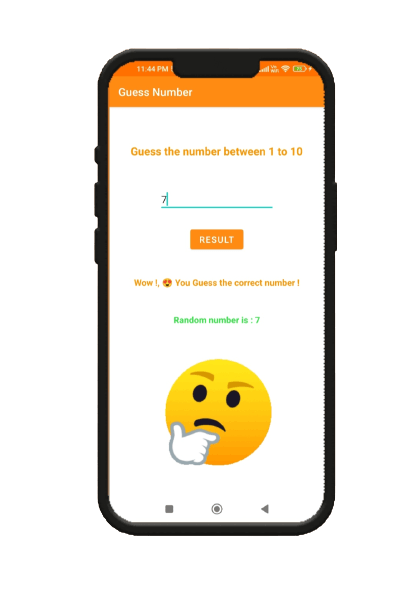 11:44 PM
Guess Number
Guess the number between 1 to 10
7
RESULT
Wow !, 😍 You Guess the correct number !
Random number is : 7